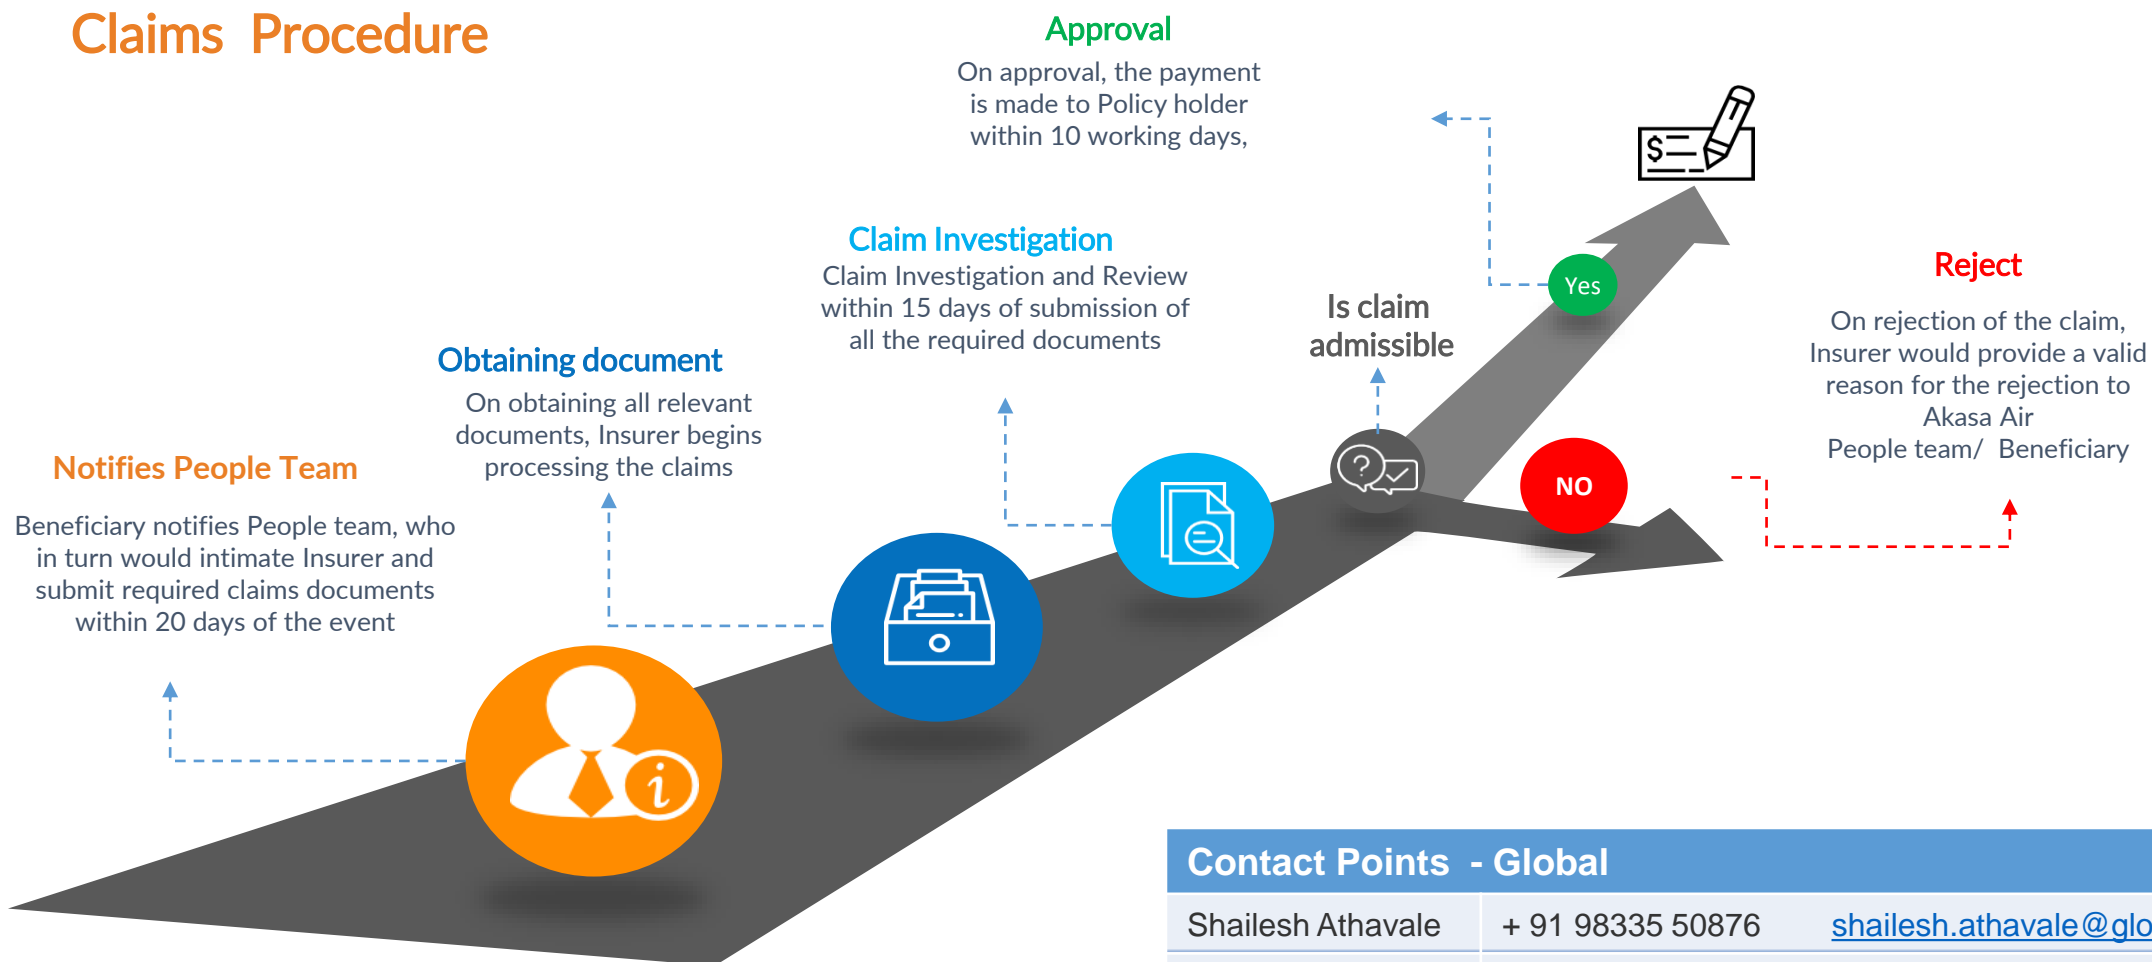 Claims Procedure
Approval
On approval, the payment
is made to Policy holder
within 10 working days,
$
Claim Investigation
Claim Investigation and Review
within 15 days of submission of
all the required documents
Is claim
admissible
?
Yes
Reject
On rejection of the claim,
Insurer would provide a valid
reason for the rejection to
Akasa Air
People team/ Beneficiary
NO
Obtaining document
On obtaining all relevant
documents, Insurer begins
processing the claims
Notifies People Team
Beneficiary notifies People team, who
in turn would intimate Insurer and
submit required claims documents
within 20 days of the event
i
Contact Points - Global
Shailesh Athavale + 91 98335 50876 shailesh.athavale@glo